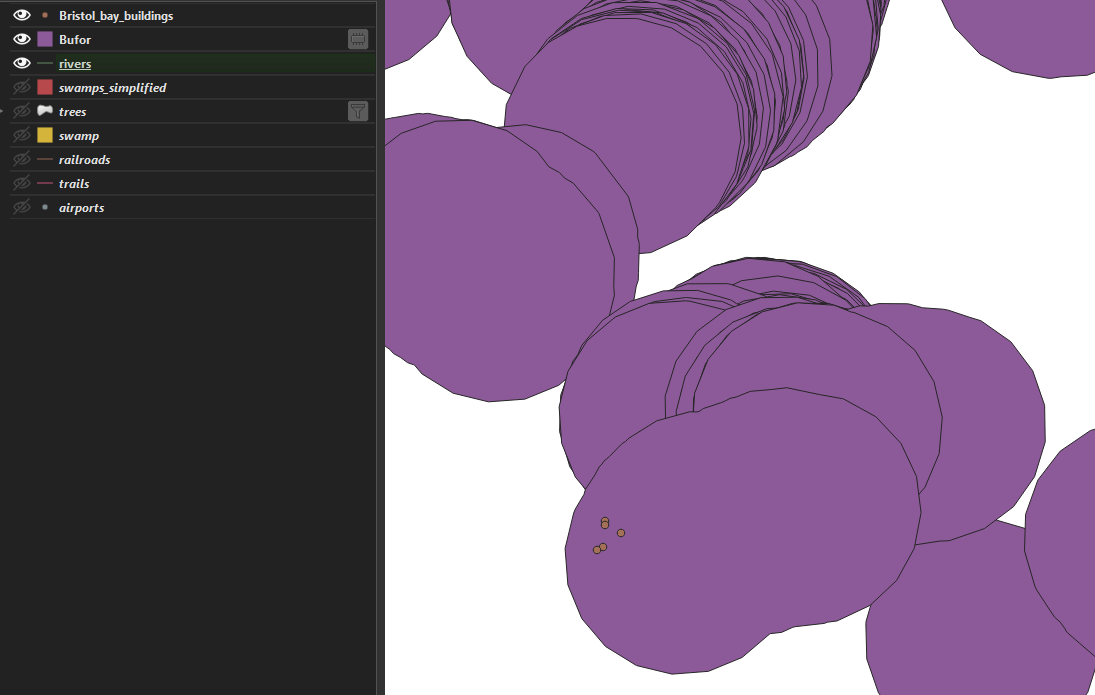 Bristol_bay_buildings
Bufor
rivers
swamps_simplified
trees
swamp
railroads
trails
airports